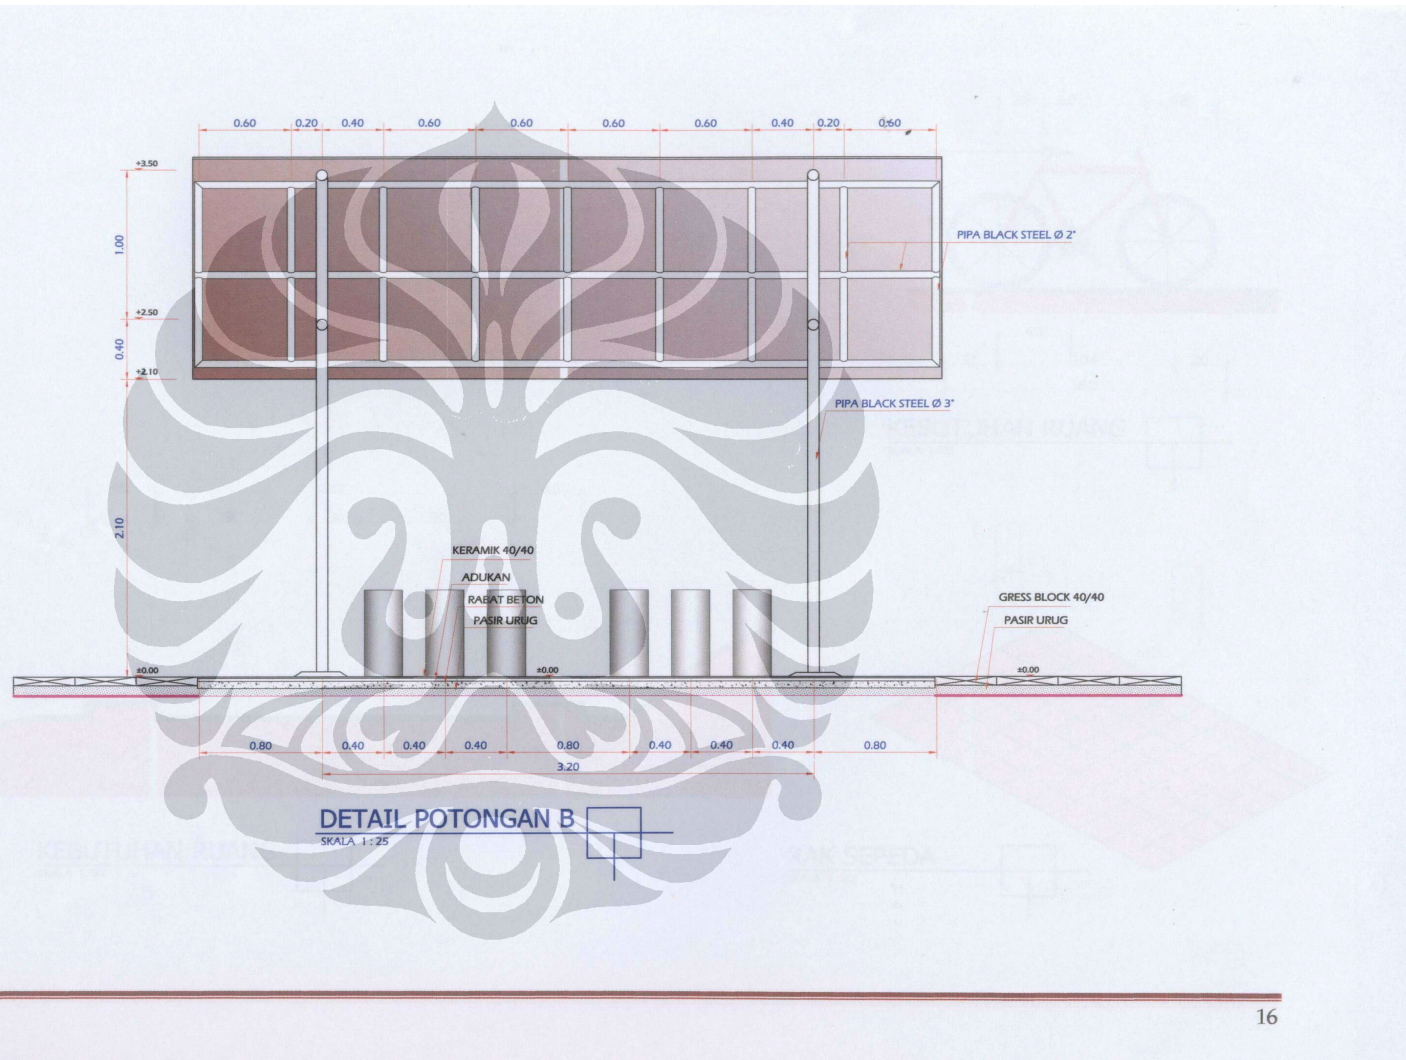 0.60 0.20 0.40 0.60 0.60 0.60 0.60 0.40 0.20 0.60
+3.50
1.00
PIPA BLACK STEEL Ø 2"
+2.50
0.40
+2.10
PIPA BLACK STEEL Ø 3"
2.10
KERAMIK 40/40
ADUKAN
RABAT BETON
PASIR URUG
GRESS BLOCK 40/40
PASIR URUG
±0.00 ±0.00 ±0.00
0.80 0.40 0.40 0.40 0.80 0.40 0.40 0.40 0.80
3.20
DETAIL POTONGAN B
SKALA 1 : 25
KEBUTUHAN RUANG
RAK SEPEDA
16